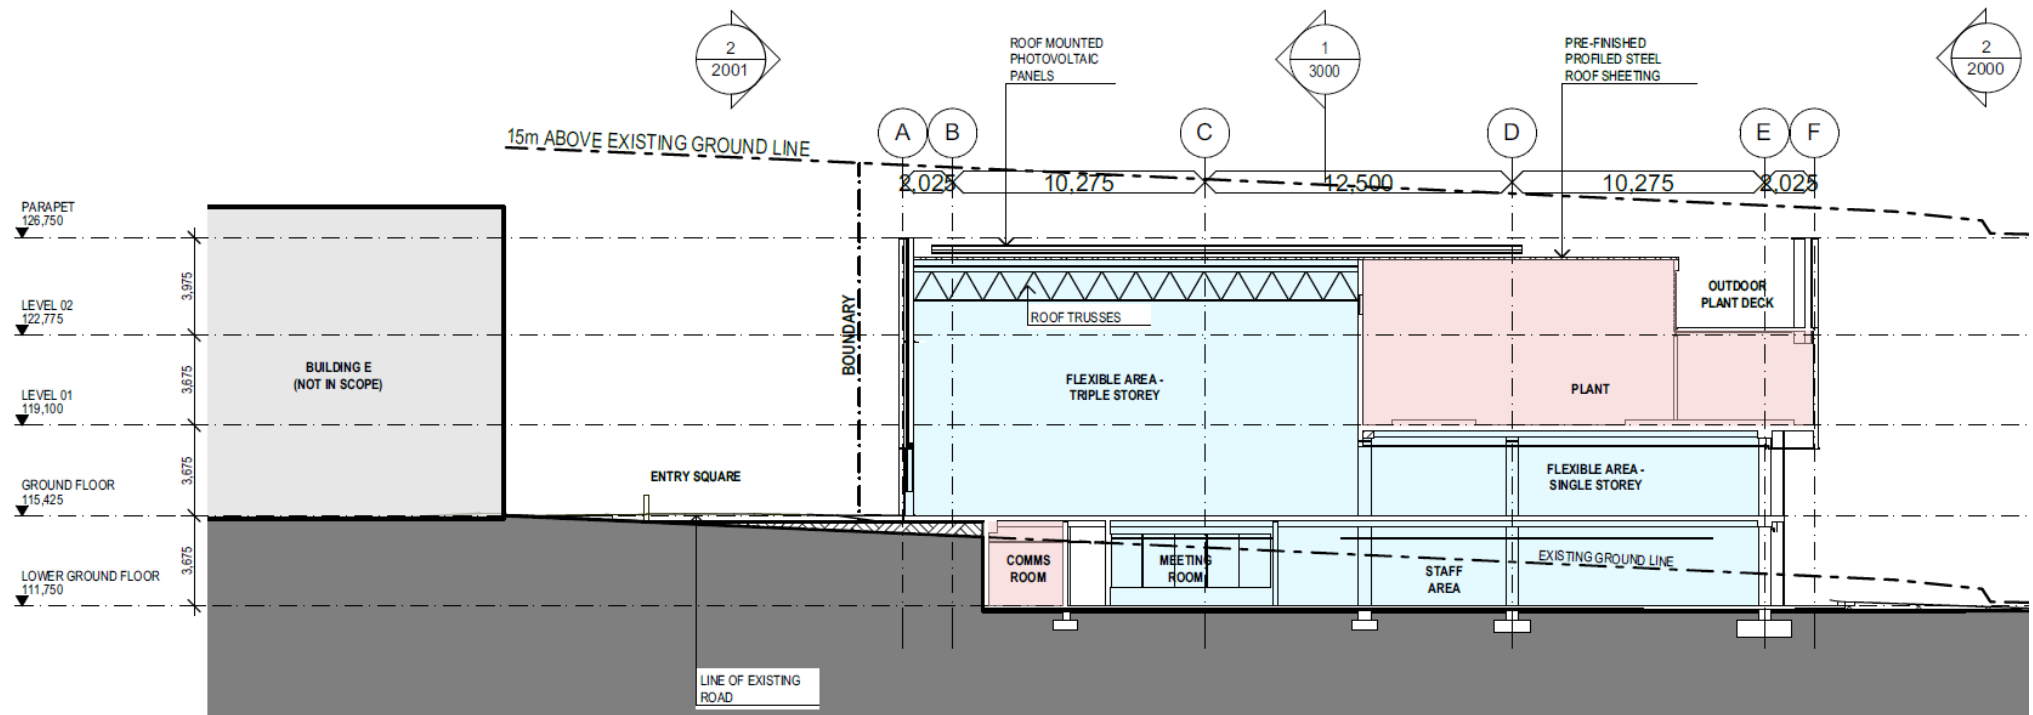 2
2001
1
3000
2
2000
ROOF MOUNTED
PHOTOVOLTAIC
PANELS
PRE-FINISHED
PROFILED STEEL
ROOF SHEETING
15m ABOVE EXISTING GROUND LINE
A
B
C
D
E
F
2,025
10,275
12,500
10,275
2,025
PARAPET
126,750
3,975
LEVEL 02
122,775
3,675
LEVEL 01
119,100
3,675
GROUND FLOOR
115,425
3,675
LOWER GROUND FLOOR
111,750
BUILDING E
(NOT IN SCOPE)
BOUNDARY
ENTRY SQUARE
ROOF TRUSSES
FLEXIBLE AREA -
TRIPLE STOREY
OUTDOOR
PLANT DECK
PLANT
FLEXIBLE AREA -
SINGLE STOREY
COMMS
ROOM
MEETING
ROOM
STAFF
AREA
EXISTING GROUND LINE
LINE OF EXISTING
ROAD